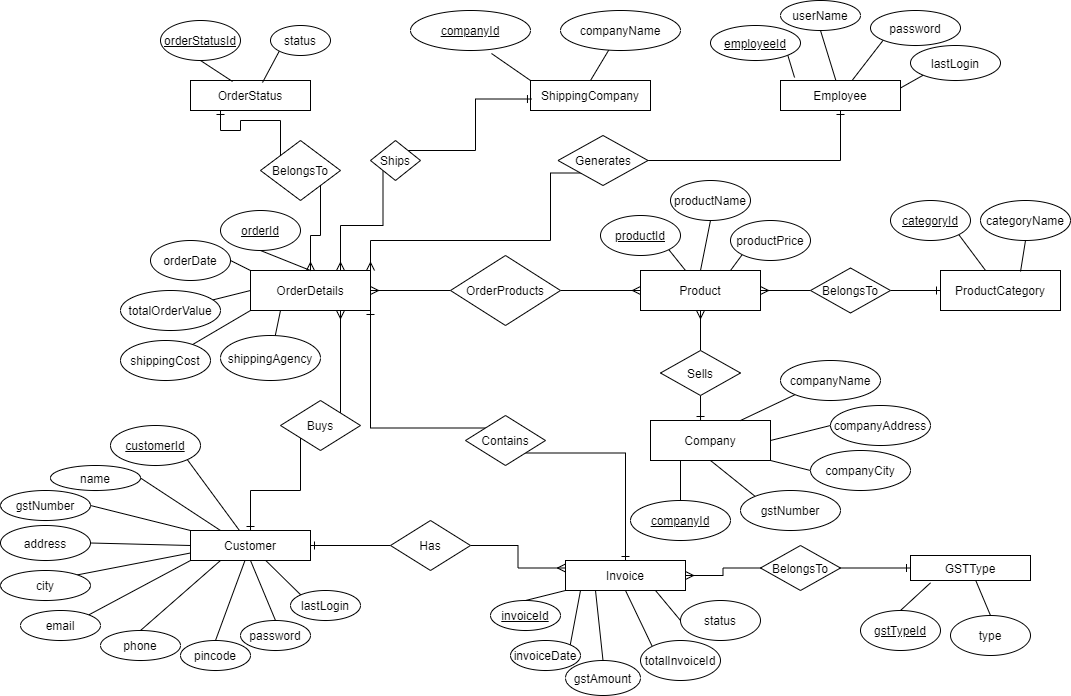 companyId
userName
companyName
password
orderStatusId
status
employeeId
lastLogin
OrderStatus
ShippingCompany
Employee
Ships
Generates
BelongsTo
productName
orderId
productId
productPrice
categoryId
categoryName
orderDate
OrderDetails
OrderProducts
Product
BelongsTo
ProductCategory
totalOrderValue
shippingCost
shippingAgency
Sells
companyName
Buys
companyAddress
Contains
Company
customerId
companyCity
name
gstNumber
gstNumber
companyId
address
Customer
Has
BelongsTo
GSTType
Invoice
city
lastLogin
email
invoiceId
status
phone
password
gstTypeId
type
pincode
invoiceDate
totalInvoiceId
gstAmount